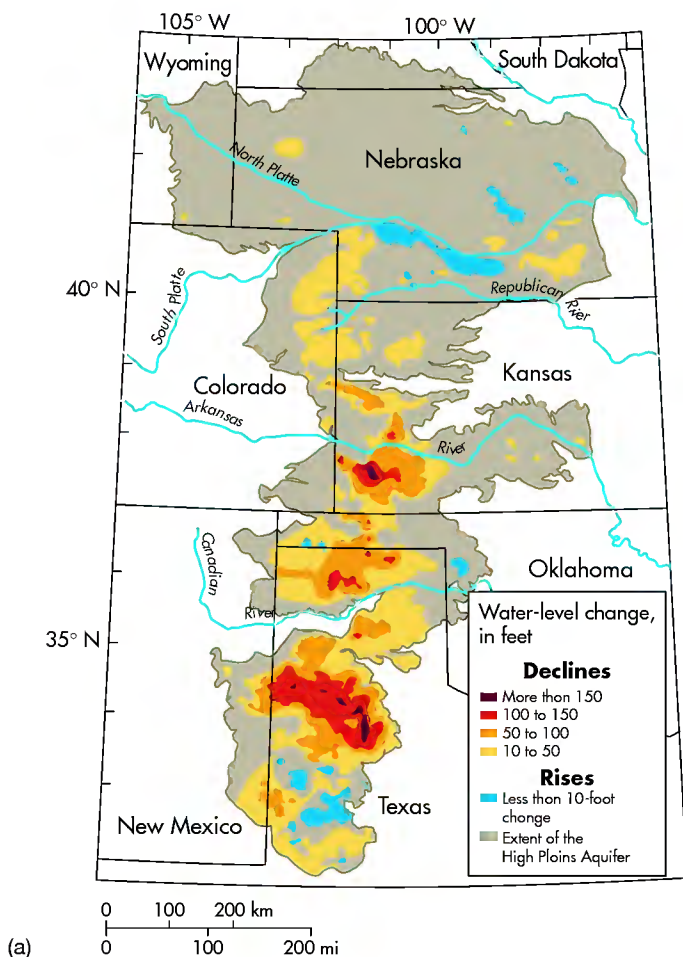 105° W
100° W
Wyoming
South Dakota
North Platte
Nebraska
40° N
South Platte
Republican
River
Colorado
Kansas
Arkansas
River
Canadian
River
Oklahoma
35° N
New Mexico
Texas
Water-level change,
in feet
Declines
More than 150
100 to 150
50 to 100
10 to 50
Rises
Less than 10-foot
change
Extent of the
High Ploins Aquifer
0 100 200 km
0 100 200 mi
(a)